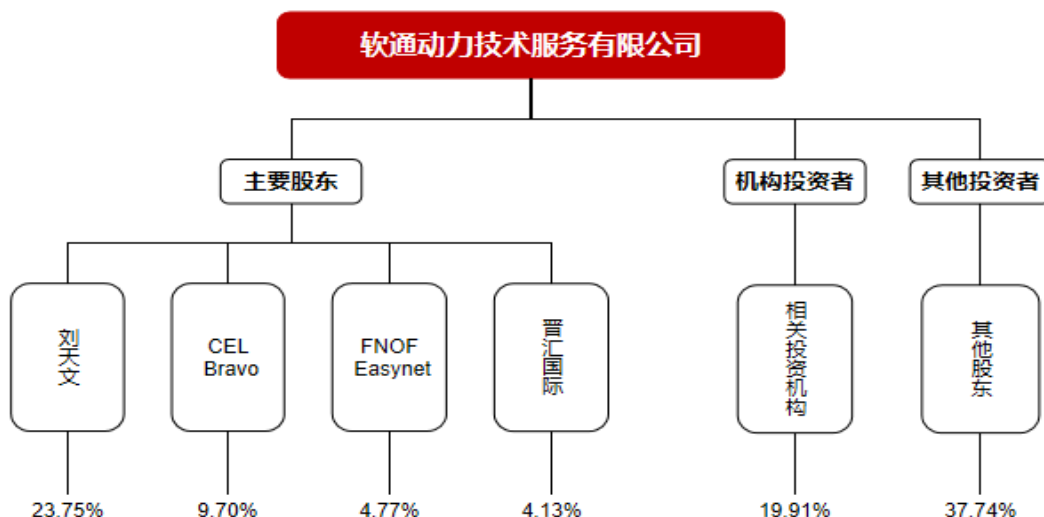 软通动力技术服务有限公司
主要股东
机构投资者
其他投资者
刘天文
CEL
Bravo
FNOF
Easynet
晋汇国际
相关投资机构
其他股东
23.75%
9.70%
4.77%
4.13%
19.91%
37.74%